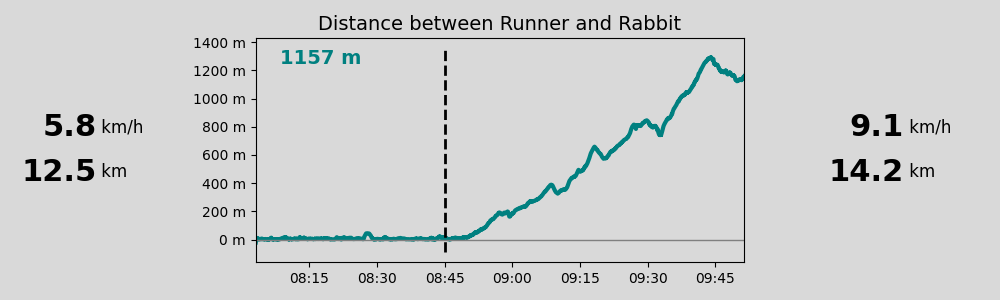 Distance between Runner and Rabbit
1400 m
1157 m
1200 m
1000 m
800 m
600 m
400 m
200 m
0 m
08:15 08:30 08:45 09:00 09:15 09:30 09:45
5.8 km/h
12.5 km
9.1 km/h
14.2 km